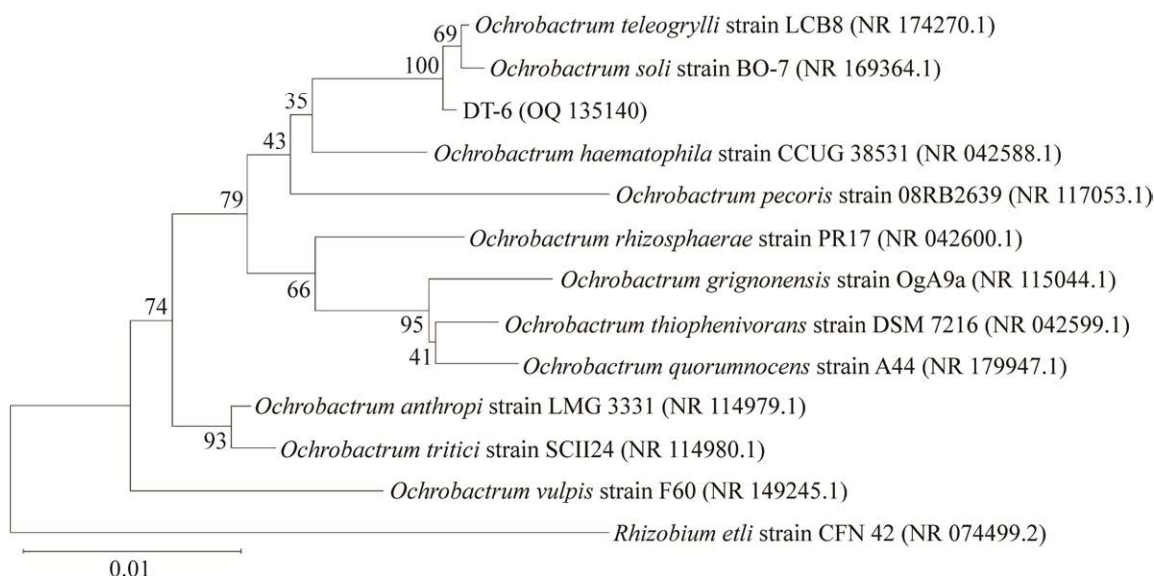 69
Ochrobactrum teleogrylli strain LCB8 (NR 174270.1)
100
Ochrobactrum soli strain BO-7 (NR 169364.1)
35
DT-6 (OQ 135140)
43
Ochrobactrum haematophila strain CCUG 38531 (NR 042588.1)
79
Ochrobactrum pecoris strain 08RB2639 (NR 117053.1)
Ochrobactrum rhizosphaerae strain PR17 (NR 042600.1)
66
Ochrobactrum grignonensis strain OgA9a (NR 115044.1)
74
95
Ochrobactrum thiophenivorans strain DSM 7216 (NR 042599.1)
41
Ochrobactrum quorumnocens strain A44 (NR 179947.1)
Ochrobactrum anthropi strain LMG 3331 (NR 114979.1)
93
Ochrobactrum tritici strain SCII24 (NR 114980.1)
Ochrobactrum vulpis strain F60 (NR 149245.1)
Rhizobium etli strain CFN 42 (NR 074499.2)
0.01